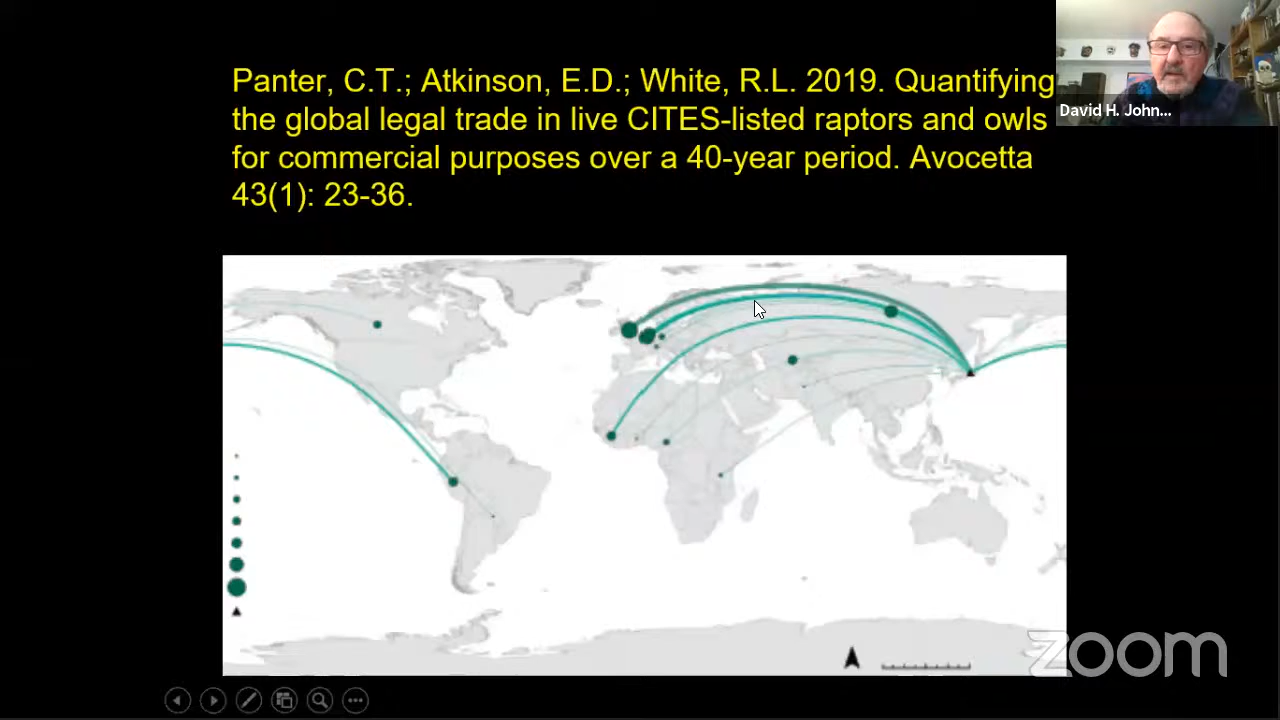 Panter, C.T.; Atkinson, E.D.; White, R.L. 2019. Quantifying
the global legal trade in live CITES-listed raptors and owls
for commercial purposes over a 40-year period. Avocetta
43(1): 23-36.
David H. John...
zoom